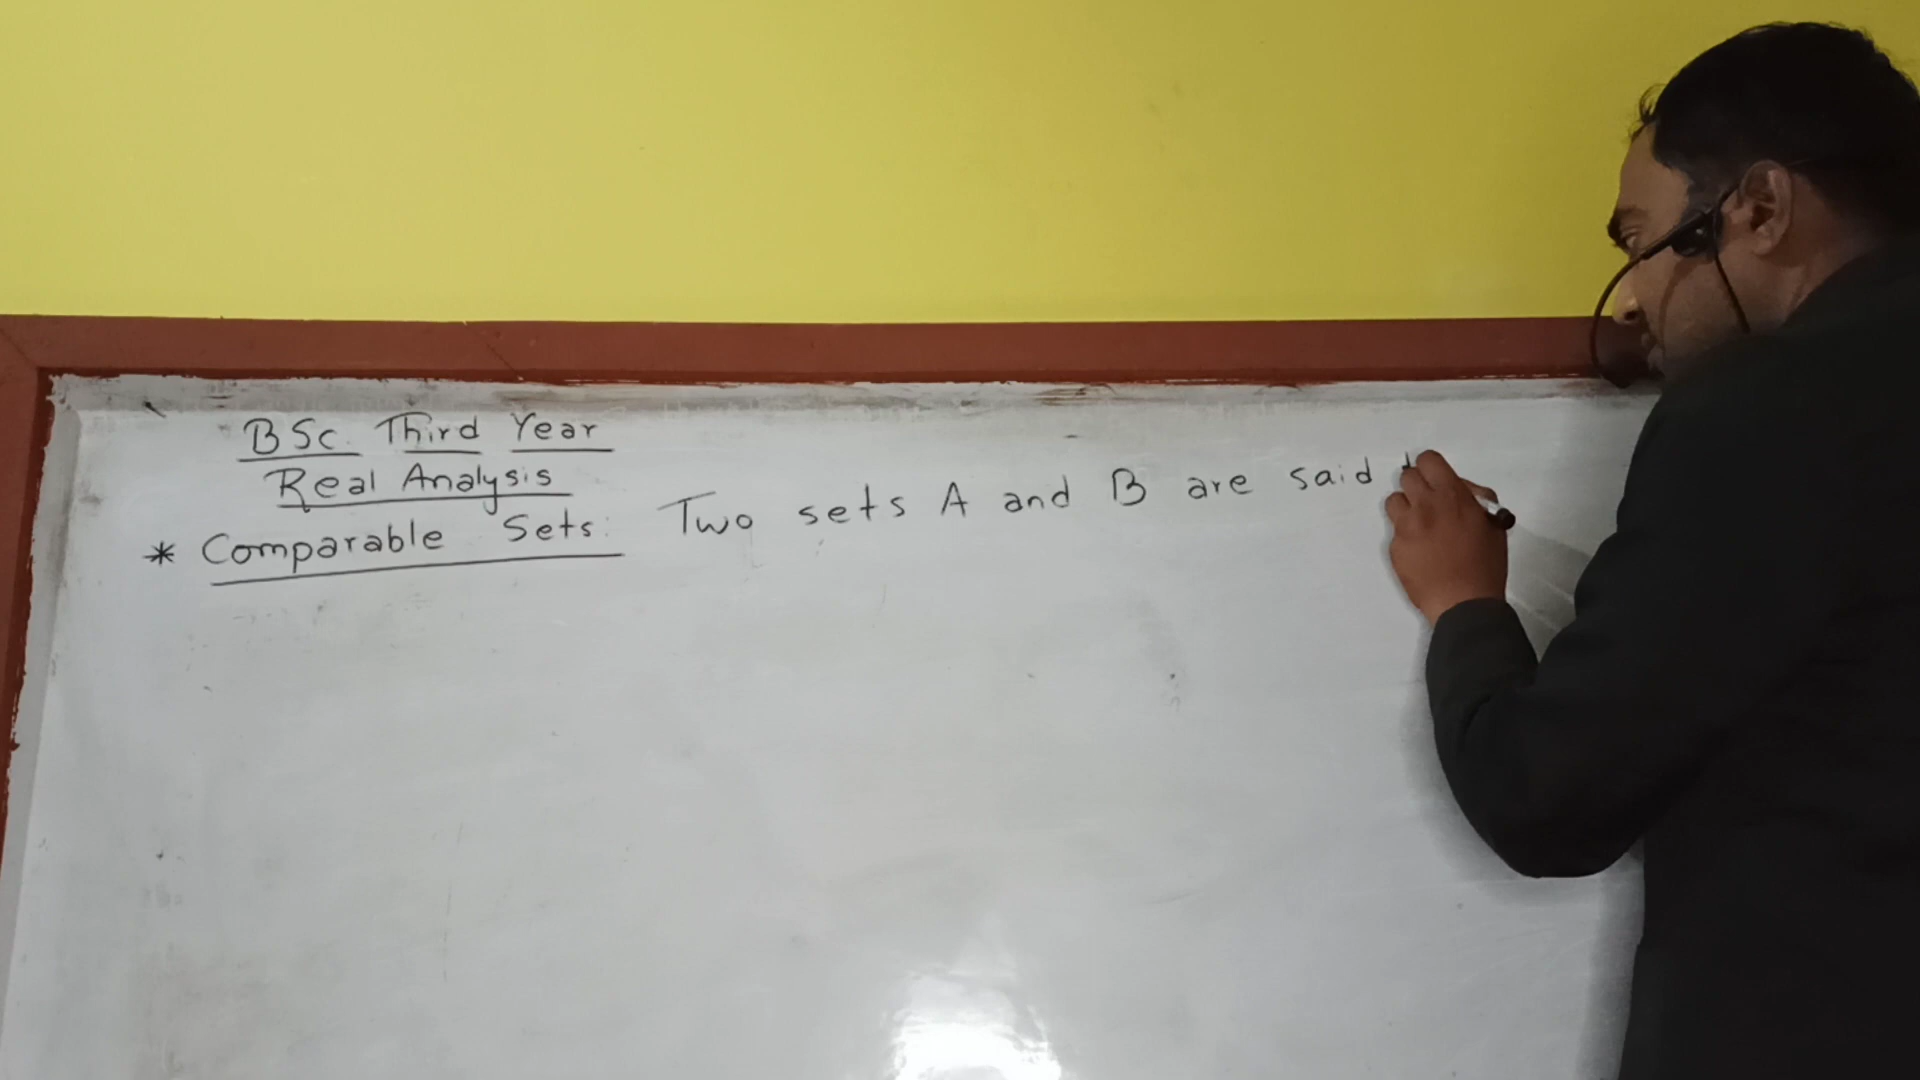 BSc. Third Year
Real Analysis
* Comparable Sets: Two sets A and B are said